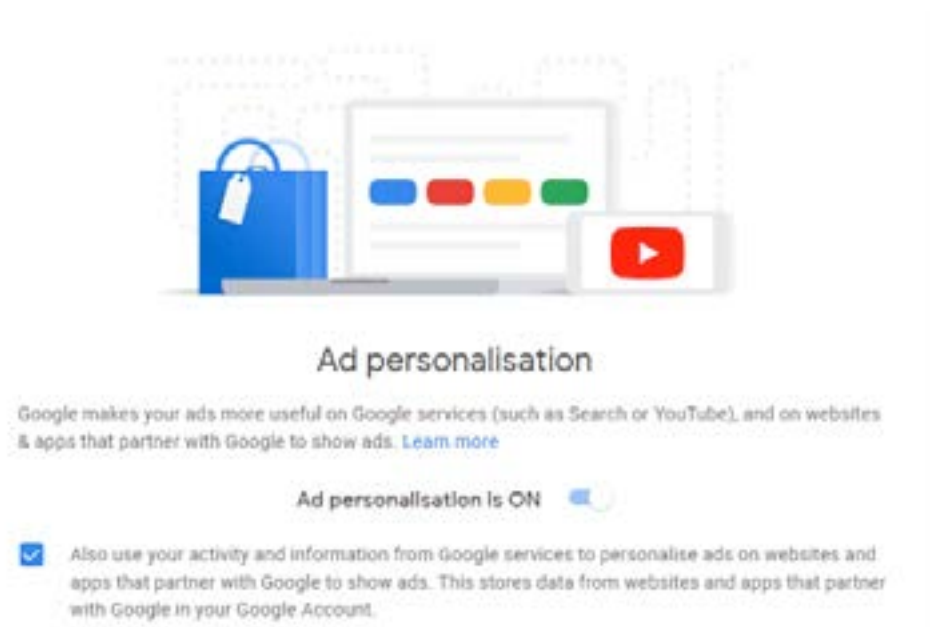 Ad personalisation
Google makes your ads more useful on Google services (such as Search or YouTube), and on websites
& apps that partner with Google to show ads. Learn more
Ad personalisation is ON
Also use your activity and information from Google services to personalise ads on websites and
apps that partner with Google to show ads. This stores data from websites and apps that partner
with Google in your Google Account.